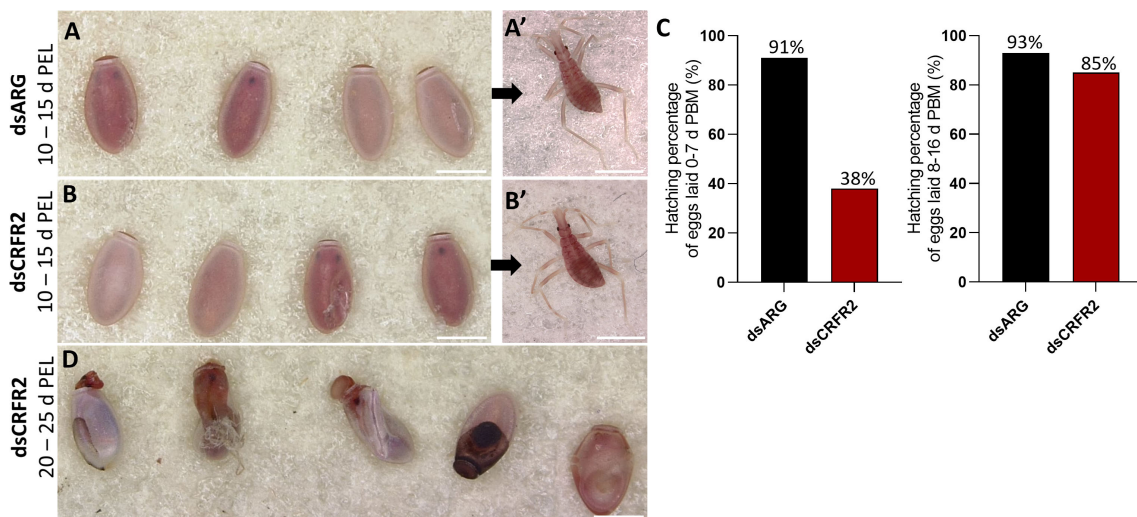 A
A'
dsARG
10 – 15 d PEL
B
B'
dsCRFR2
10 – 15 d PEL
D
dsCRFR2
20 – 25 d PEL
C
Hatching percentage
of eggs laid 0-7 d PBM (%)
100
80
60
40
20
0
91%
38%
dsARG
dsCRFR2
Hatching percentage
of eggs laid 8-16 d PBM (%)
100
80
60
40
20
0
93%
85%
dsARG
dsCRFR2